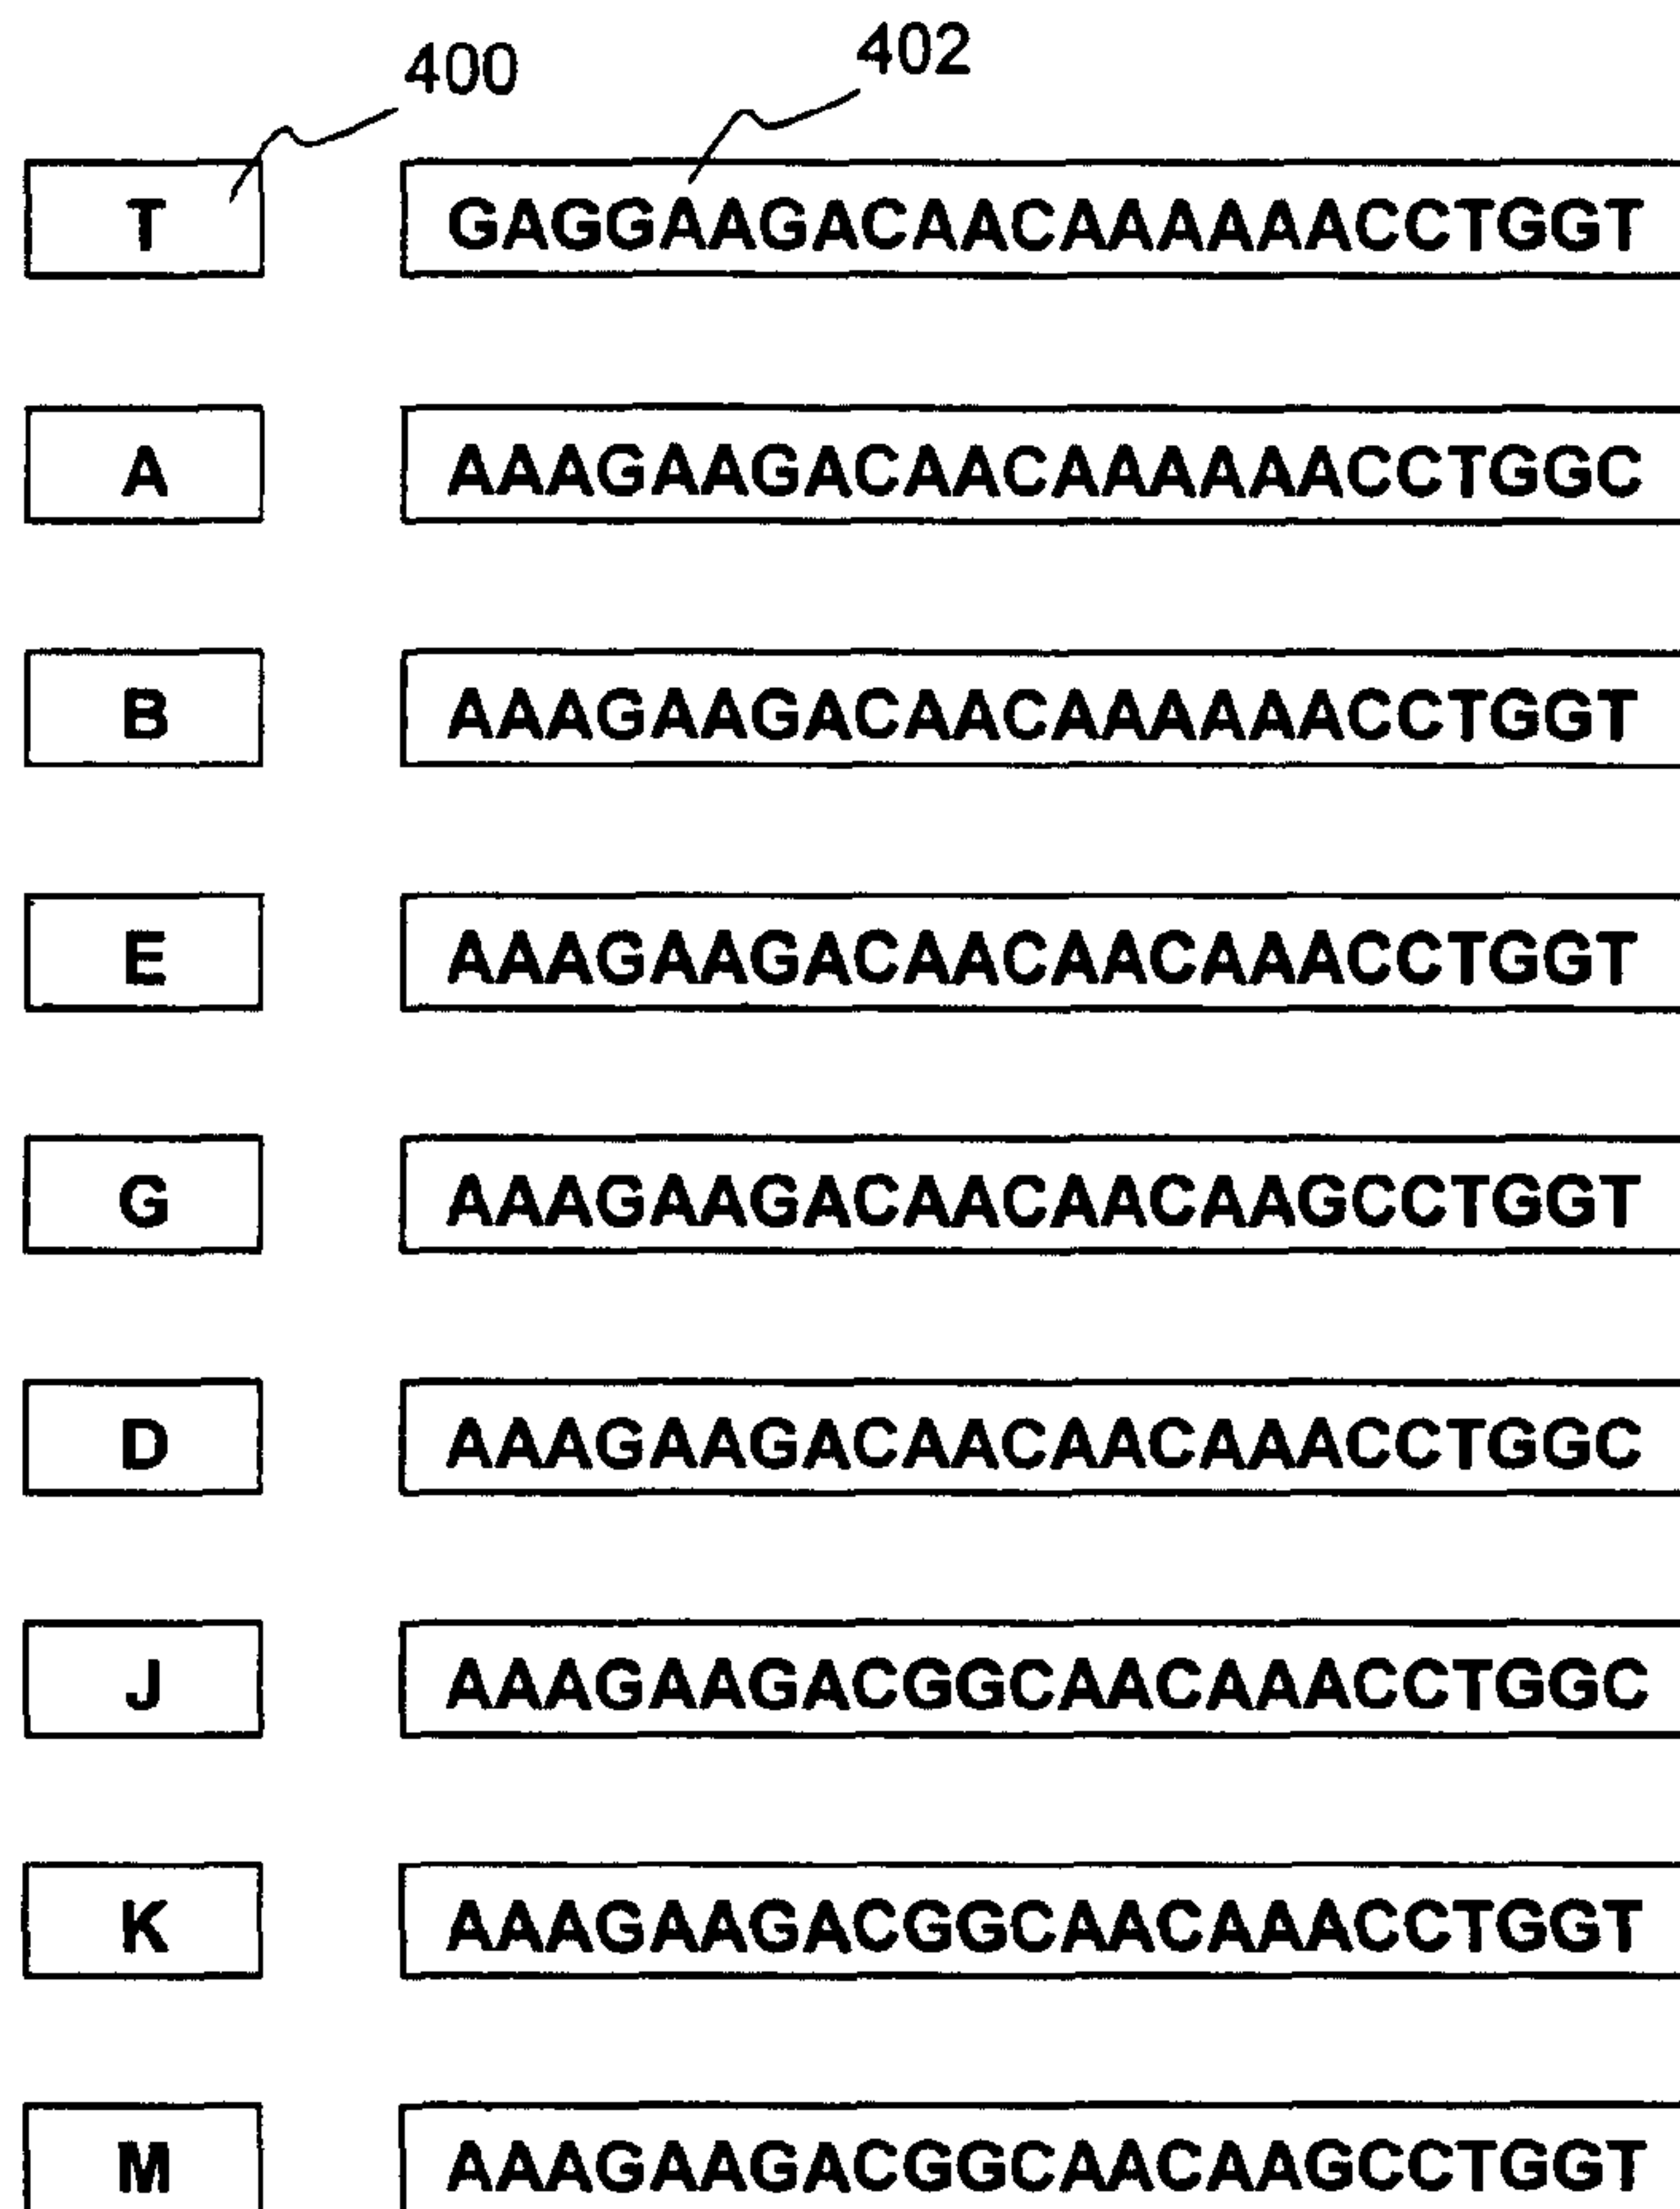 400 402
T GAGGAAGACAACAAAAAACCTGGT
A AAAGAAGACAACAAAAAACCTGGC
B AAAGAAGACAACAAAAAACCTGGT
E AAAGAAGACAACAACAAACCTGGT
G AAAGAAGACAACAACAAGCCTGGT
D AAAGAAGACAACAACAAACCTGGC
J AAAGAAGACGGCAACAAACCTGGC
K AAAGAAGACGGCAACAAACCTGGT
M AAAGAAGACGGCAACAAGCCTGGT